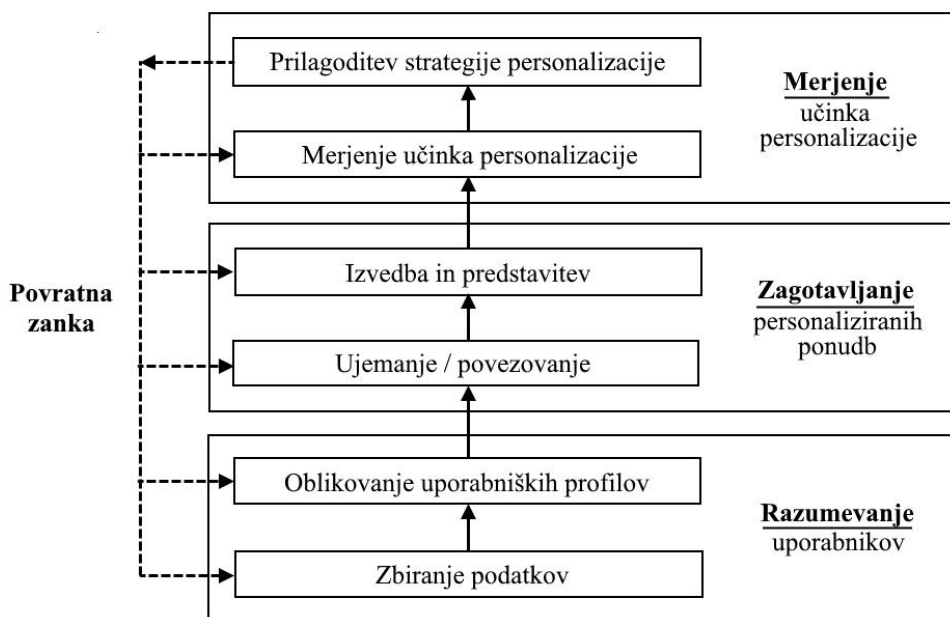 Prilagoditev strategije personalizacije
Merjenje učinka personalizacije
Merjenje
učinka
personalizacije
Povratna
zanka
Izvedba in predstavitev
Ujemanje / povezovanje
Zagotavljanje
personaliziranih
ponudb
Oblikovanje uporabniških profilov
Zbiranje podatkov
Razumevanje
uporabnikov